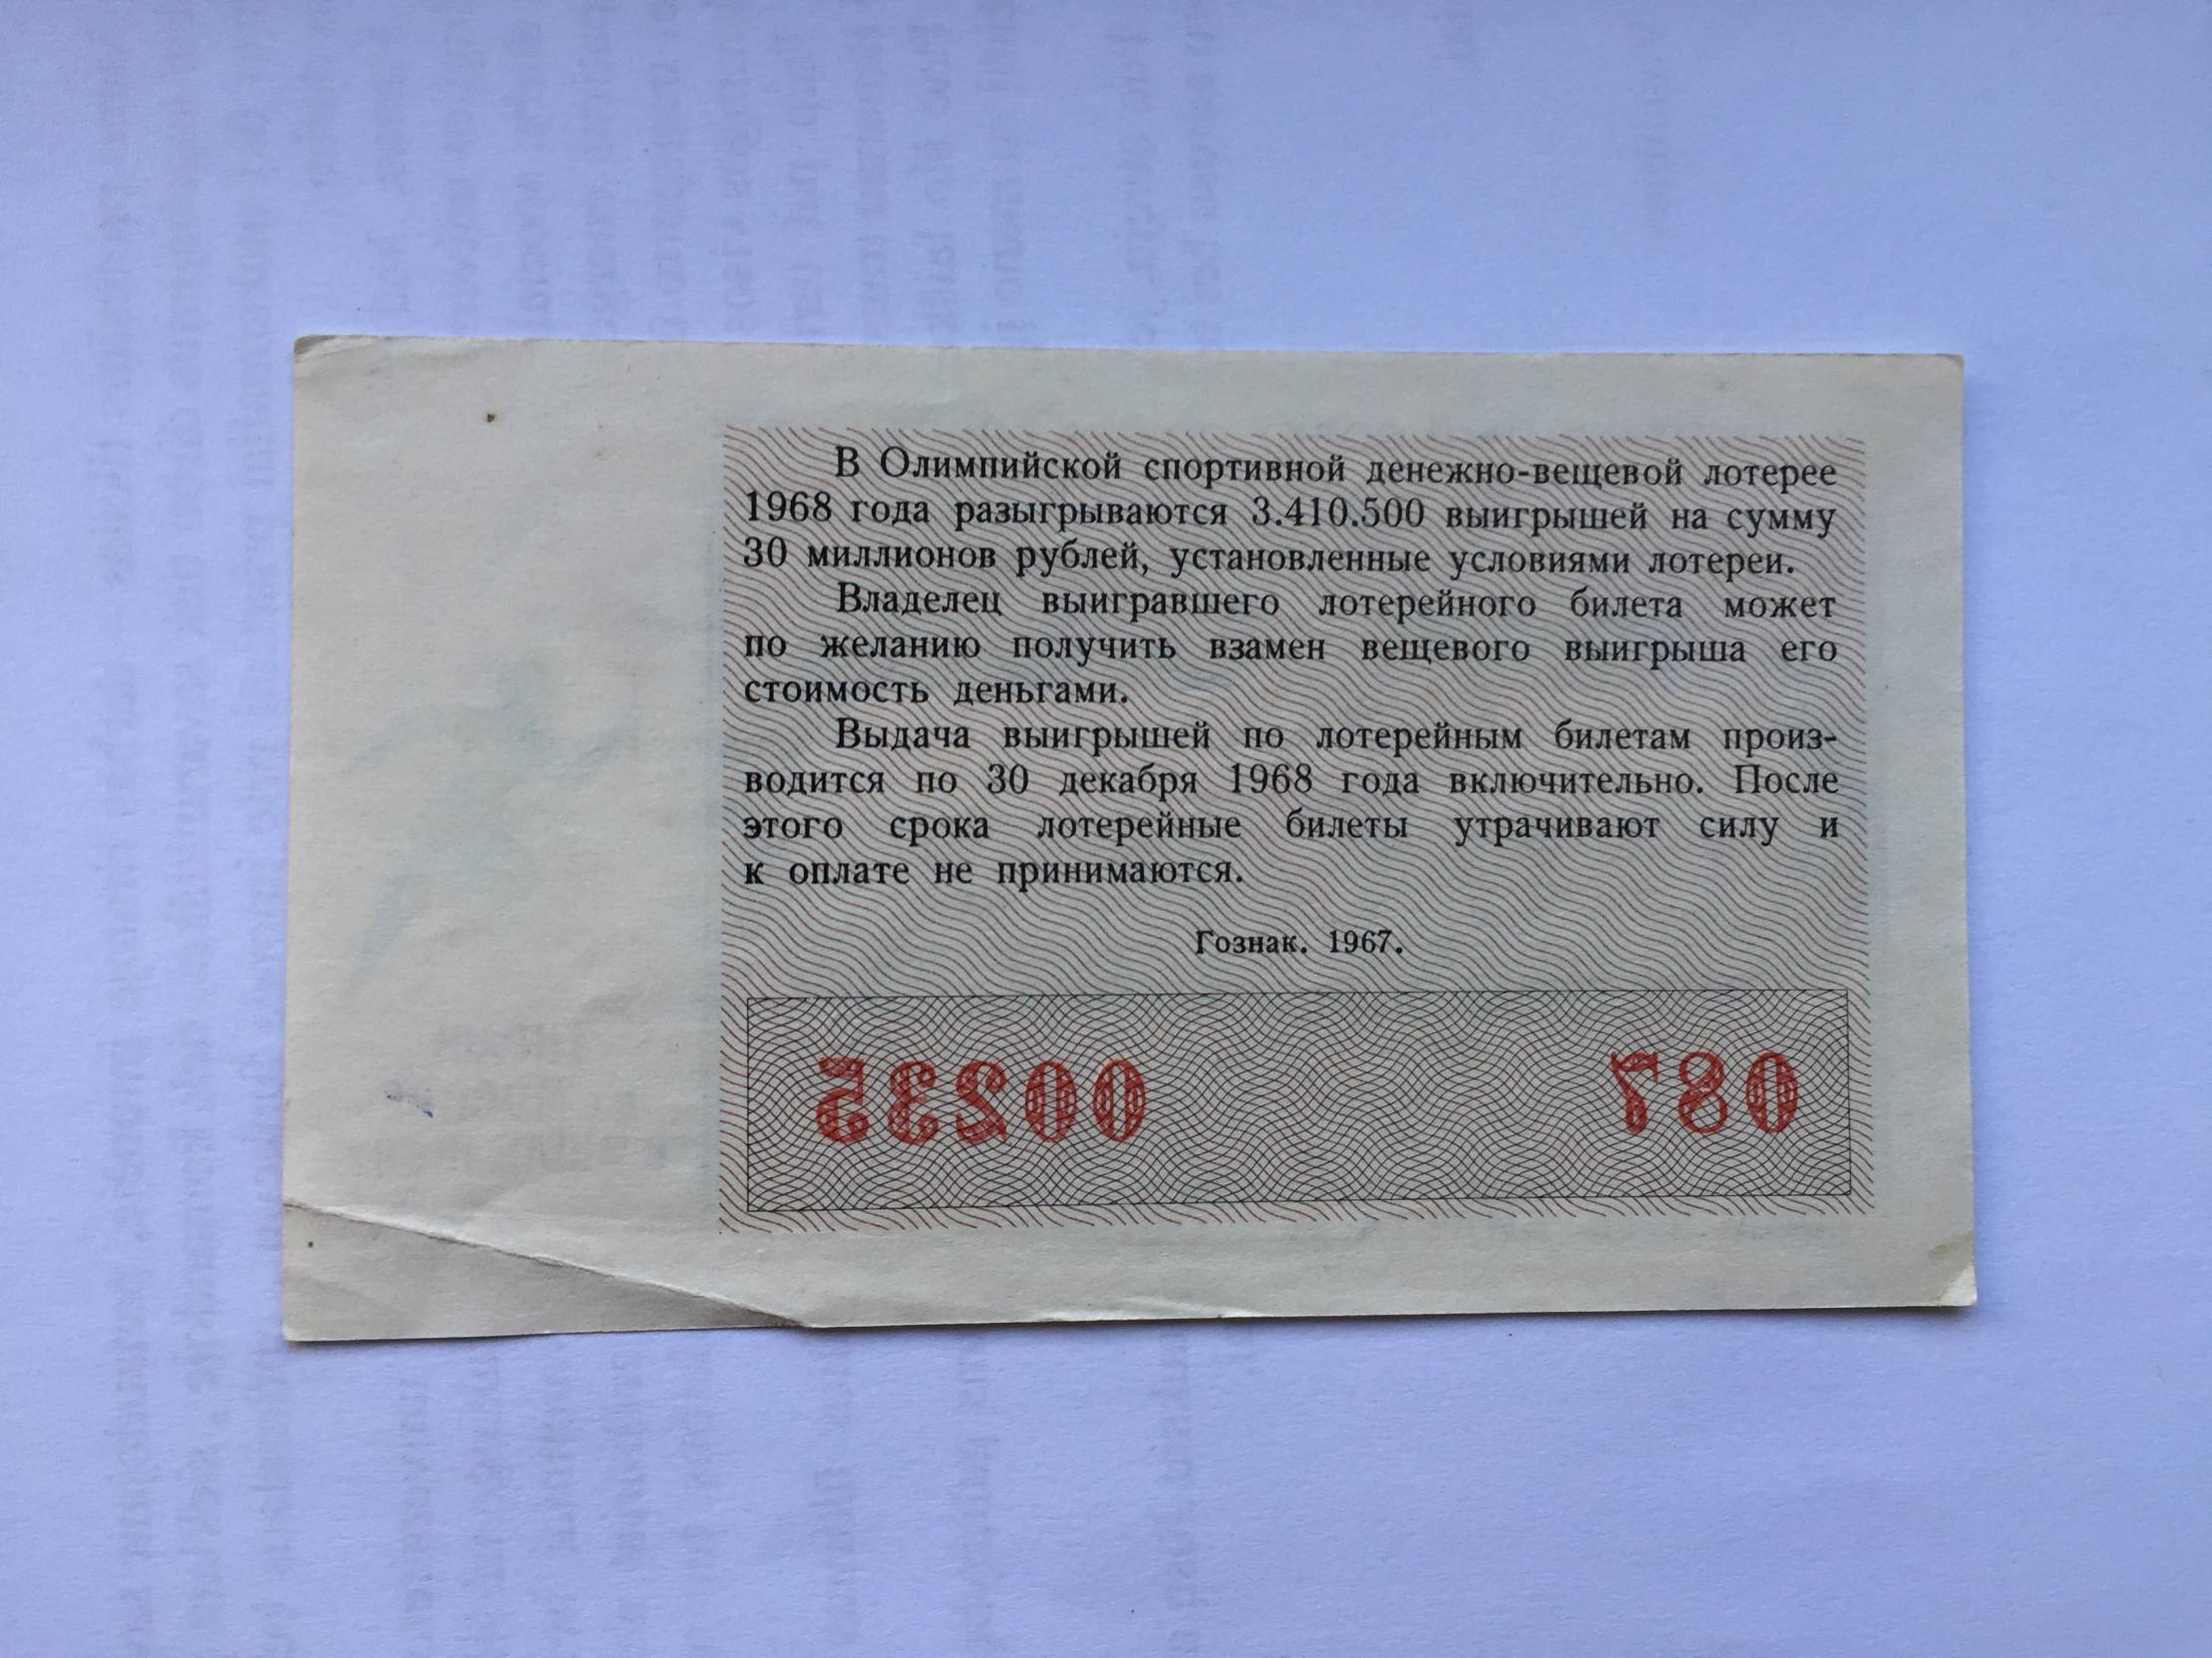 В Олимпийской спортивной денежно-вещевой лотерее
1968 года разыгрываются 3.410.500 выигрышей на сумму
30 миллионов рублей, установленные условиями лотереи.
Владелец выигравшего лотерейного билета может
по желанию получить взамен вещевого выигрыша его
стоимость деньгами.
Выдача выигрышей по лотерейным билетам произ-
водится по 30 декабря 1968 года включительно. После
этого срока лотерейные билеты утрачивают силу и
к оплате не принимаются.
Гознак. 1967.
00235 087